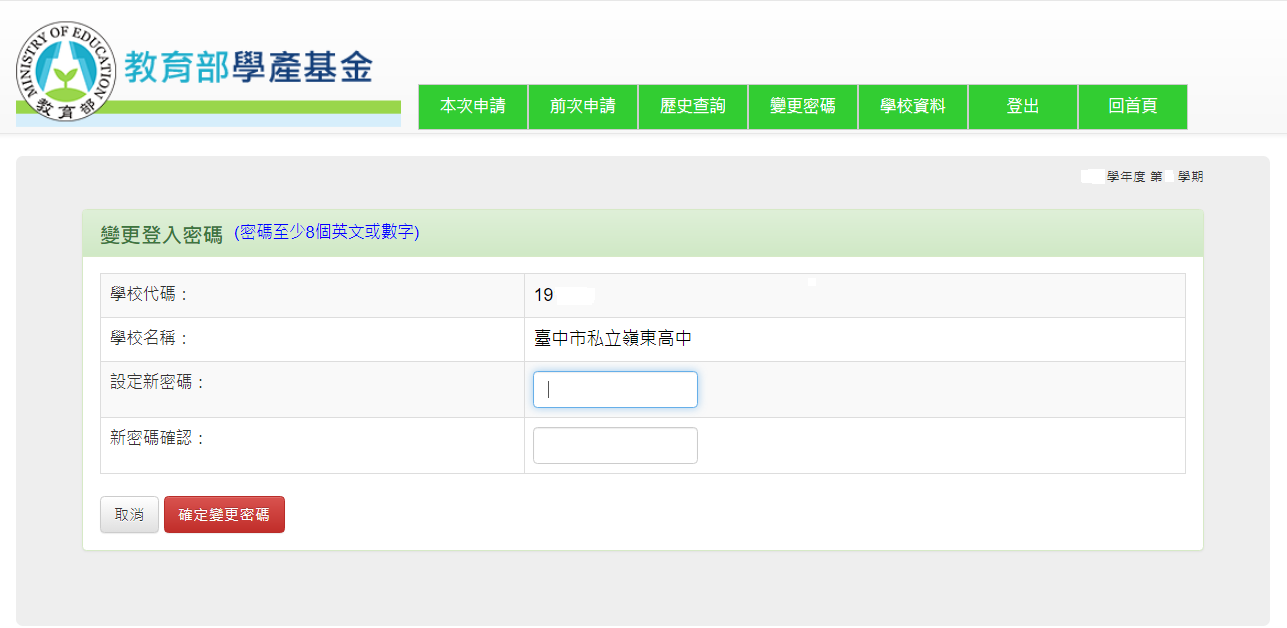 MINISTRY OF EDUCATION
教育部
教育部學產基金
本次申請 前次申請 歷史查詢 變更密碼 學校資料 登出 回首頁
學年度 第 學期
變更登入密碼 (密碼至少8個英文或數字)
學校代碼： 19
學校名稱： 臺中市私立嶺東高中
設定新密碼：
新密碼確認：
取消 確定變更密碼